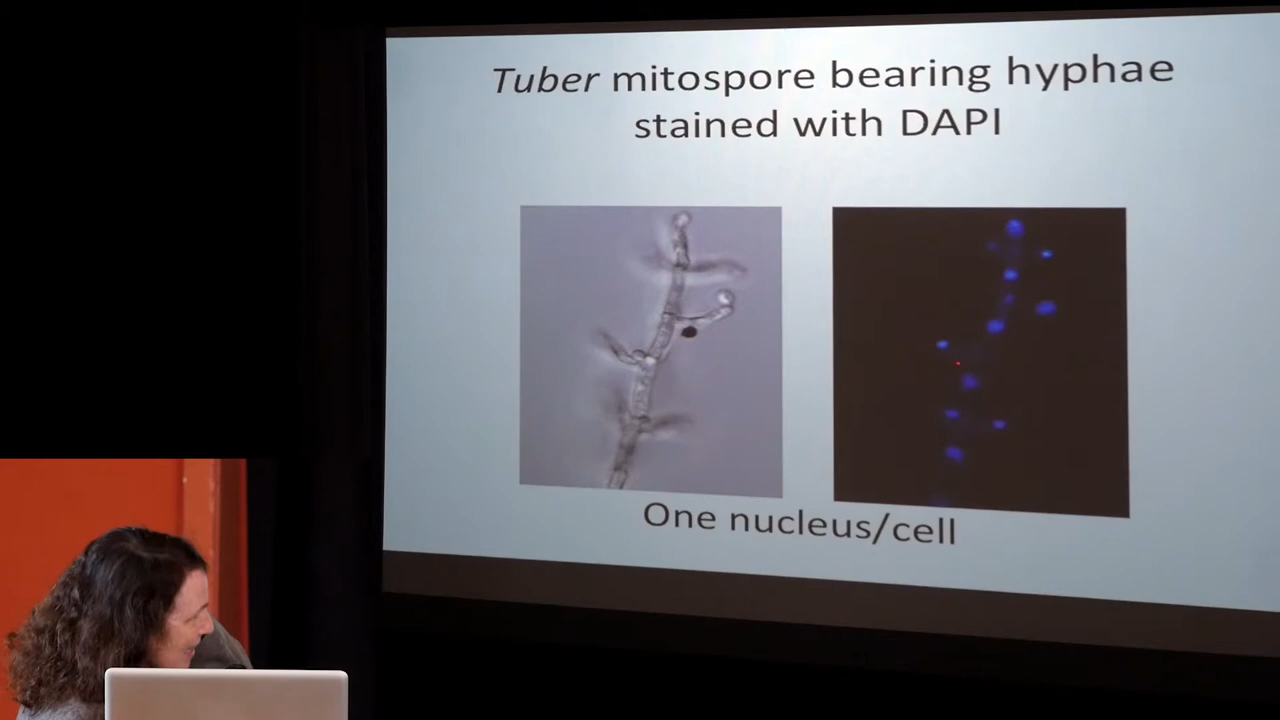 Tuber mitospore bearing hyphae
stained with DAPI
One nucleus/cell